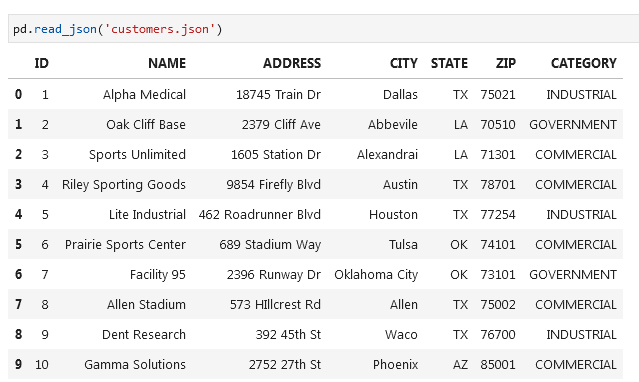 pd.read_json('customers.json')
ID NAME ADDRESS CITY STATE ZIP CATEGORY
0 1 Alpha Medical 18745 Train Dr Dallas TX 75021 INDUSTRIAL
1 2 Oak Cliff Base 2379 Cliff Ave Abbevile LA 70510 GOVERNMENT
2 3 Sports Unlimited 1605 Station Dr Alexandrai LA 71301 COMMERCIAL
3 4 Riley Sporting Goods 9854 Firefly Blvd Austin TX 78701 COMMERCIAL
4 5 Lite Industrial 462 Roadrunner Blvd Houston TX 77254 INDUSTRIAL
5 6 Prairie Sports Center 689 Stadium Way Tulsa OK 74101 COMMERCIAL
6 7 Facility 95 2396 Runway Dr Oklahoma City OK 73101 GOVERNMENT
7 8 Allen Stadium 573 HIllcrest Rd Allen TX 75002 COMMERCIAL
8 9 Dent Research 392 45th St Waco TX 76700 INDUSTRIAL
9 10 Gamma Solutions 2752 27th St Phoenix AZ 85001 COMMERCIAL